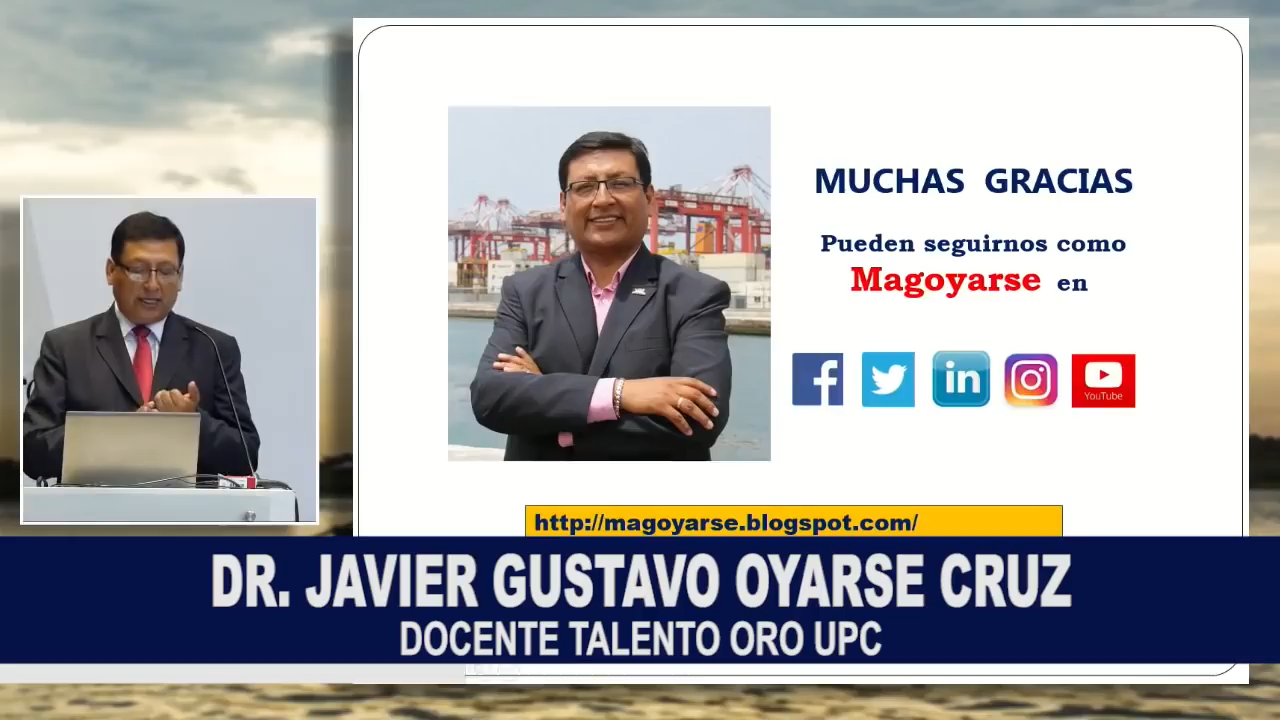 MUCHAS GRACIAS
Pueden seguirnos como
Magoyarse en
YouTube
http://magoyarse.blogspot.com/
DR. JAVIER GUSTAVO OYARSE CRUZ
DOCENTE TALENTO ORO UPC